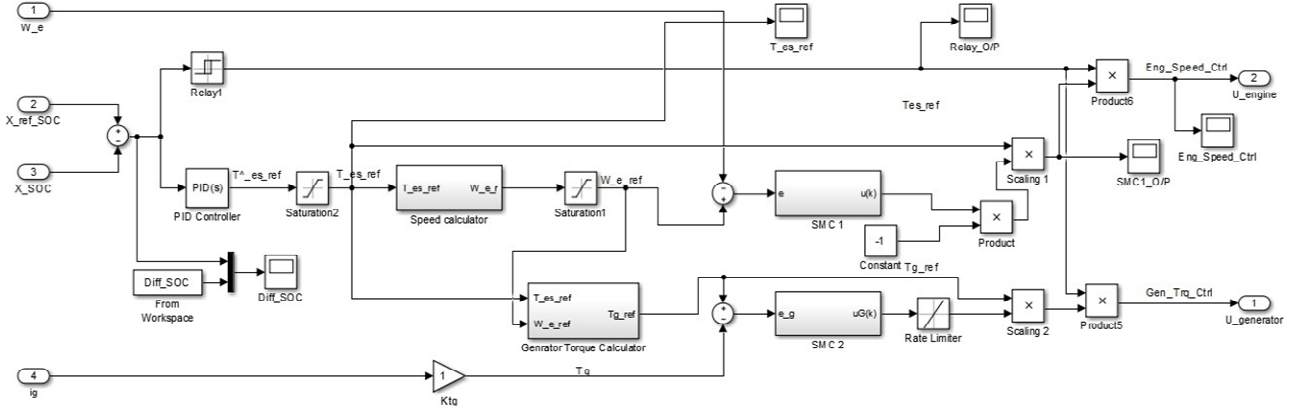 1
W_e
T_es_ref
Relay_O/P
Relay1
2
X_ref_SOC
3
X_SOC
Tes_ref
Product6
Eng_Speed_Ctrl
2
U_engine
Eng_Speed_Ctrl
SMC1_O/P
Scaling 1
PID(s)
PID Controller
T^_es_ref
Saturation2
T_es_ref
T_es_ref
W_e_r
Speed calculator
Saturation1
W_e_ref
e
u(k)
SMC 1
Product
-1
Constant
Tg_ref
Diff_SOC
From
Workspace
Diff_SOC
T_es_ref
W_e_ref
Tg_ref
Genrator Torque Calculator
e_g
uG(k)
SMC 2
Rate Limiter
Scaling 2
Product5
Gen_Trq_Ctrl
1
U_generator
4
ig
1
Ktg
Tg